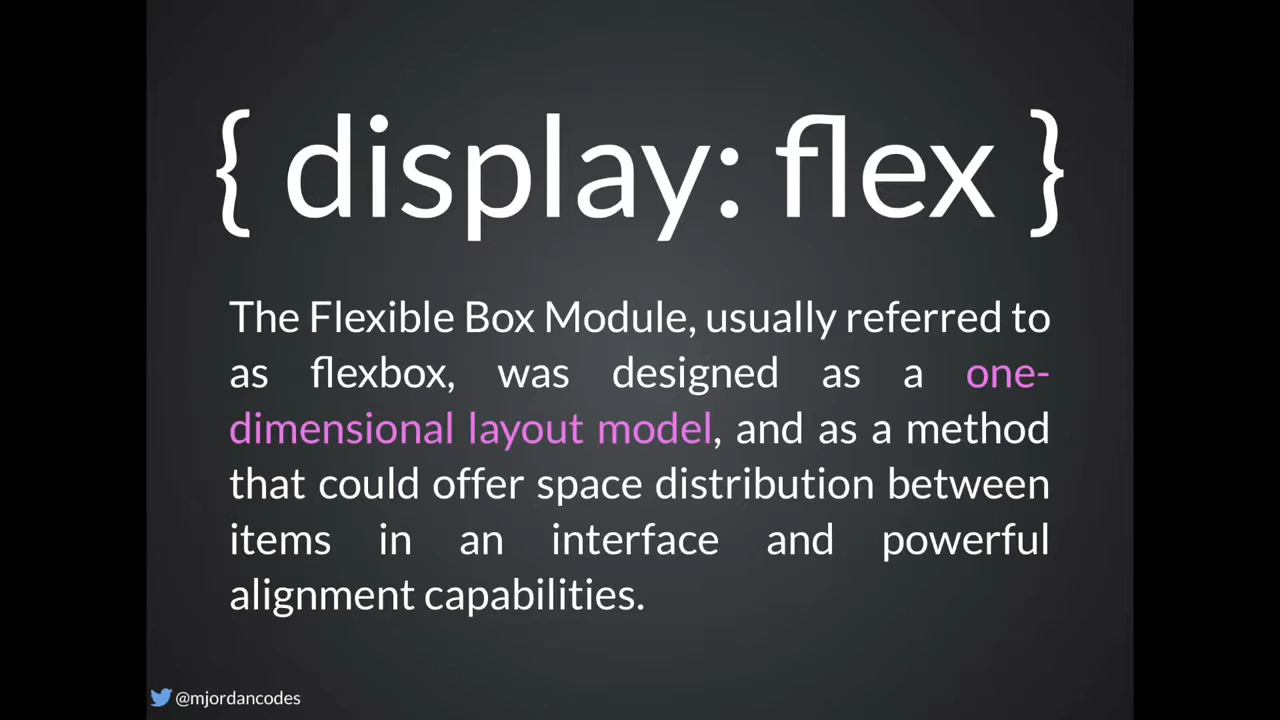 { display: flex }
The Flexible Box Module, usually referred to
as flexbox, was designed as a one-
dimensional layout model, and as a method
that could offer space distribution between
items in an interface and powerful
alignment capabilities.
@mjordancodes